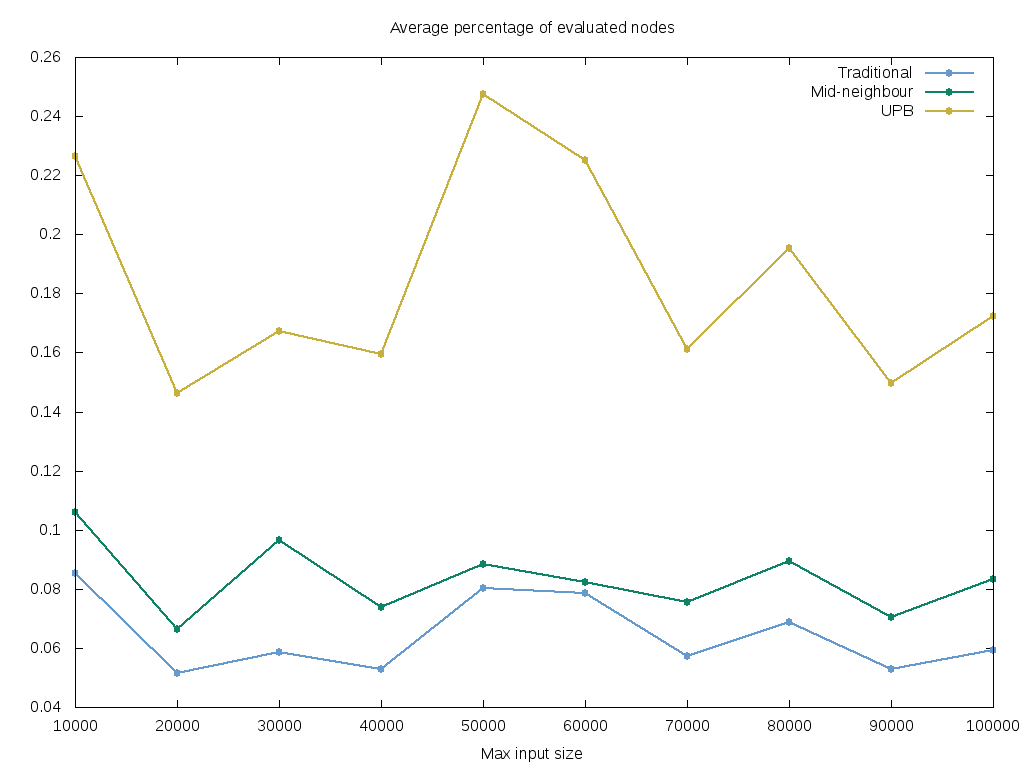 Average percentage of evaluated nodes
0.26
0.24
0.22
0.2
0.18
0.16
0.14
0.12
0.1
0.08
0.06
0.04
Traditional
Mid-neighbour
UPB
10000 20000 30000 40000 50000 60000 70000 80000 90000 100000
Max input size